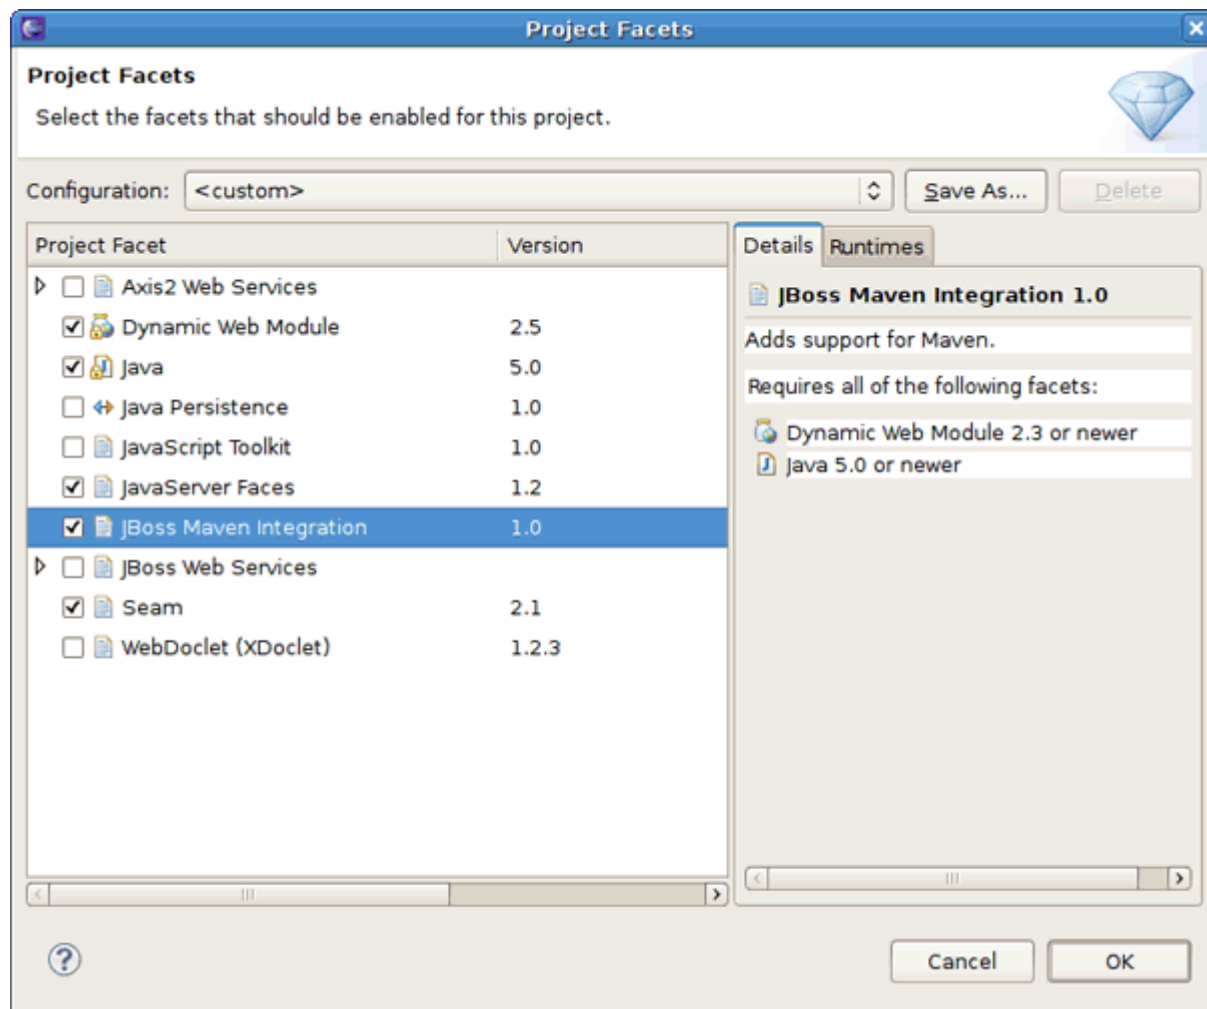 Project Facets
Project Facets
Select the facets that should be enabled for this project.
Configuration: <custom> Save As... Delete
Project Facet Version
Axis2 Web Services
Dynamic Web Module 2.5
Java 5.0
Java Persistence 1.0
JavaScript Toolkit 1.0
JavaServer Faces 1.2
JBoss Maven Integration 1.0
JBoss Web Services
Seam 2.1
WebDoclet (XDoclet) 1.2.3
Details Runtimes
JBoss Maven Integration 1.0
Adds support for Maven.
Requires all of the following facets:
Dynamic Web Module 2.3 or newer
Java 5.0 or newer
Cancel OK